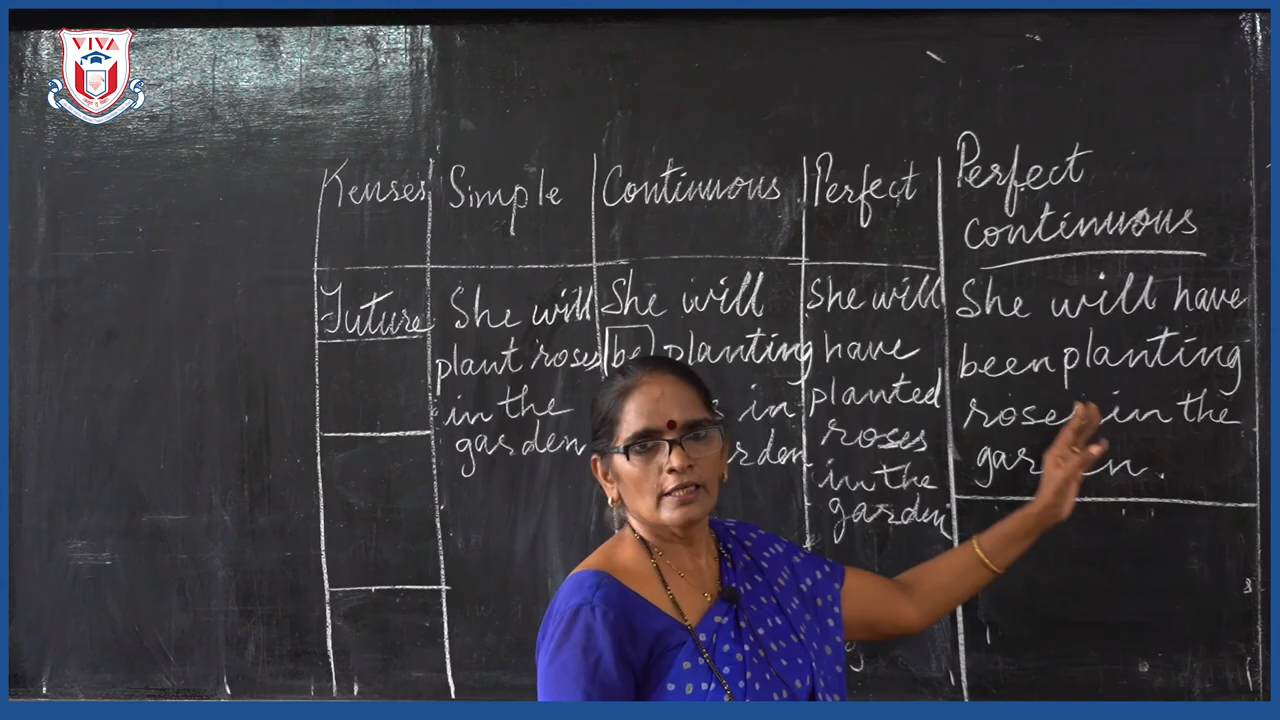 VIVA
Tenses Simple Continuous Perfect Perfect
continuous
Future
She will
plant roses
in the
garden
She will
be planting
in
She will
have
planted
roses
in the
garden
She will have
been planting
roses in the
garden.